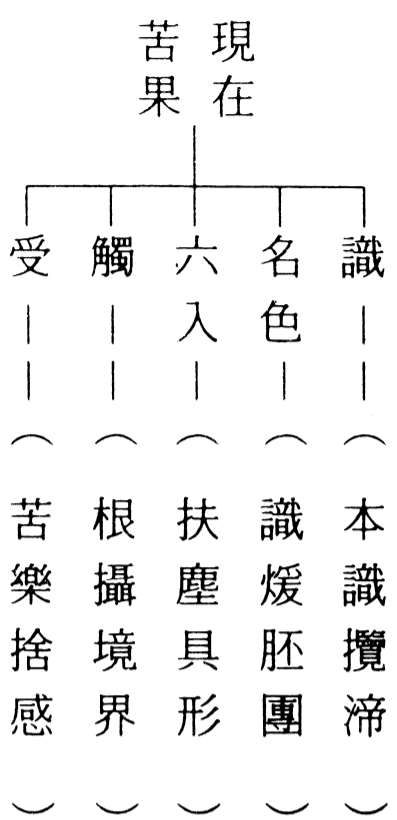 現在
苦果
識——（本識攬渧）
名色—（識煖胚團）
六入—（扶塵具形）
觸——（根攝境界）
受——（苦樂捨感）